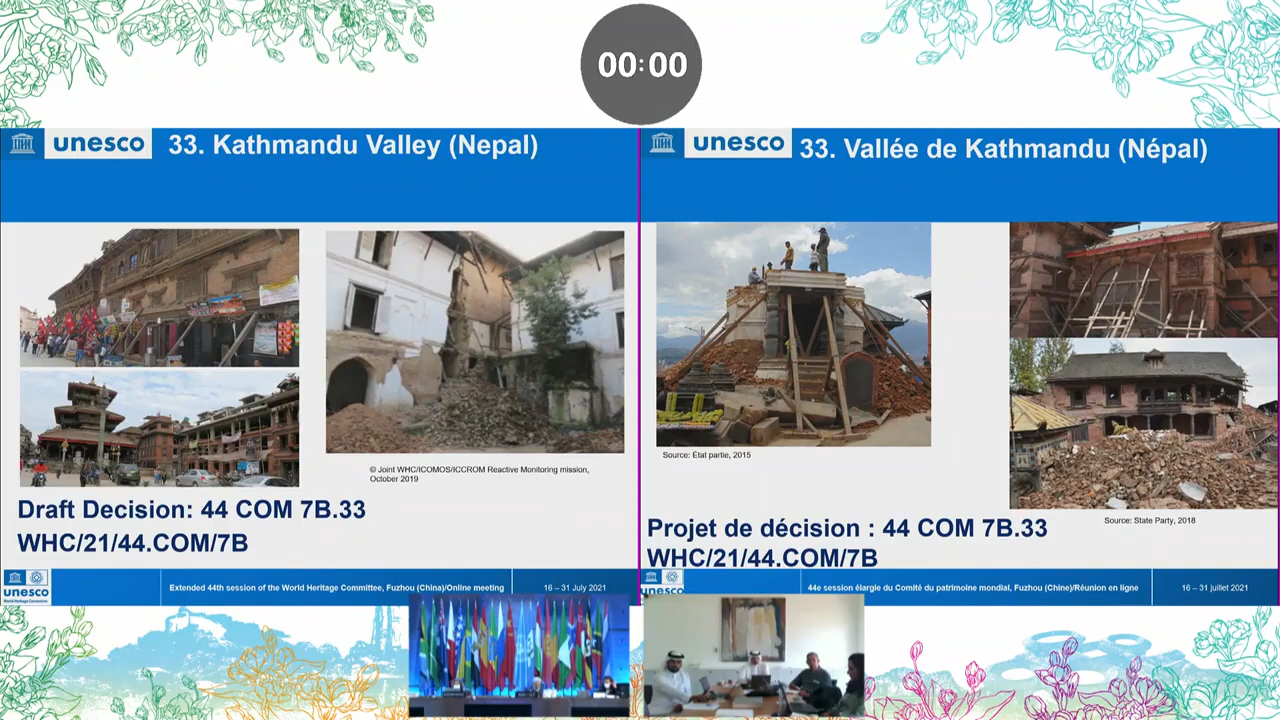 00:00
unesco
33. Kathmandu Valley (Nepal)
© Joint WHC/ICOMOS/ICCROM Reactive Monitoring mission,
October 2019
Draft Decision: 44 COM 7B.33
WHC/21/44.COM/7B
unesco
World Heritage Convention
Extended 44th session of the World Heritage Committee, Fuzhou (China)/Online meeting
16 – 31 July 2021
unesco
33. Vallée de Kathmandu (Népal)
Source: État partie, 2015
Source: State Party, 2018
Projet de décision : 44 COM 7B.33
WHC/21/44.COM/7B
unesco
44e session élargie du Comité du patrimoine mondial, Fuzhou (Chine)/Réunion en ligne
16 – 31 juillet 2021